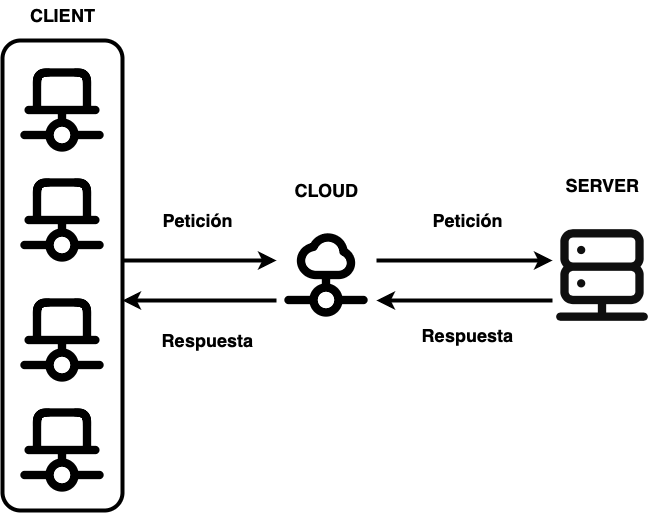 CLIENT
CLOUD
SERVER
Petición
Petición
Respuesta
Respuesta